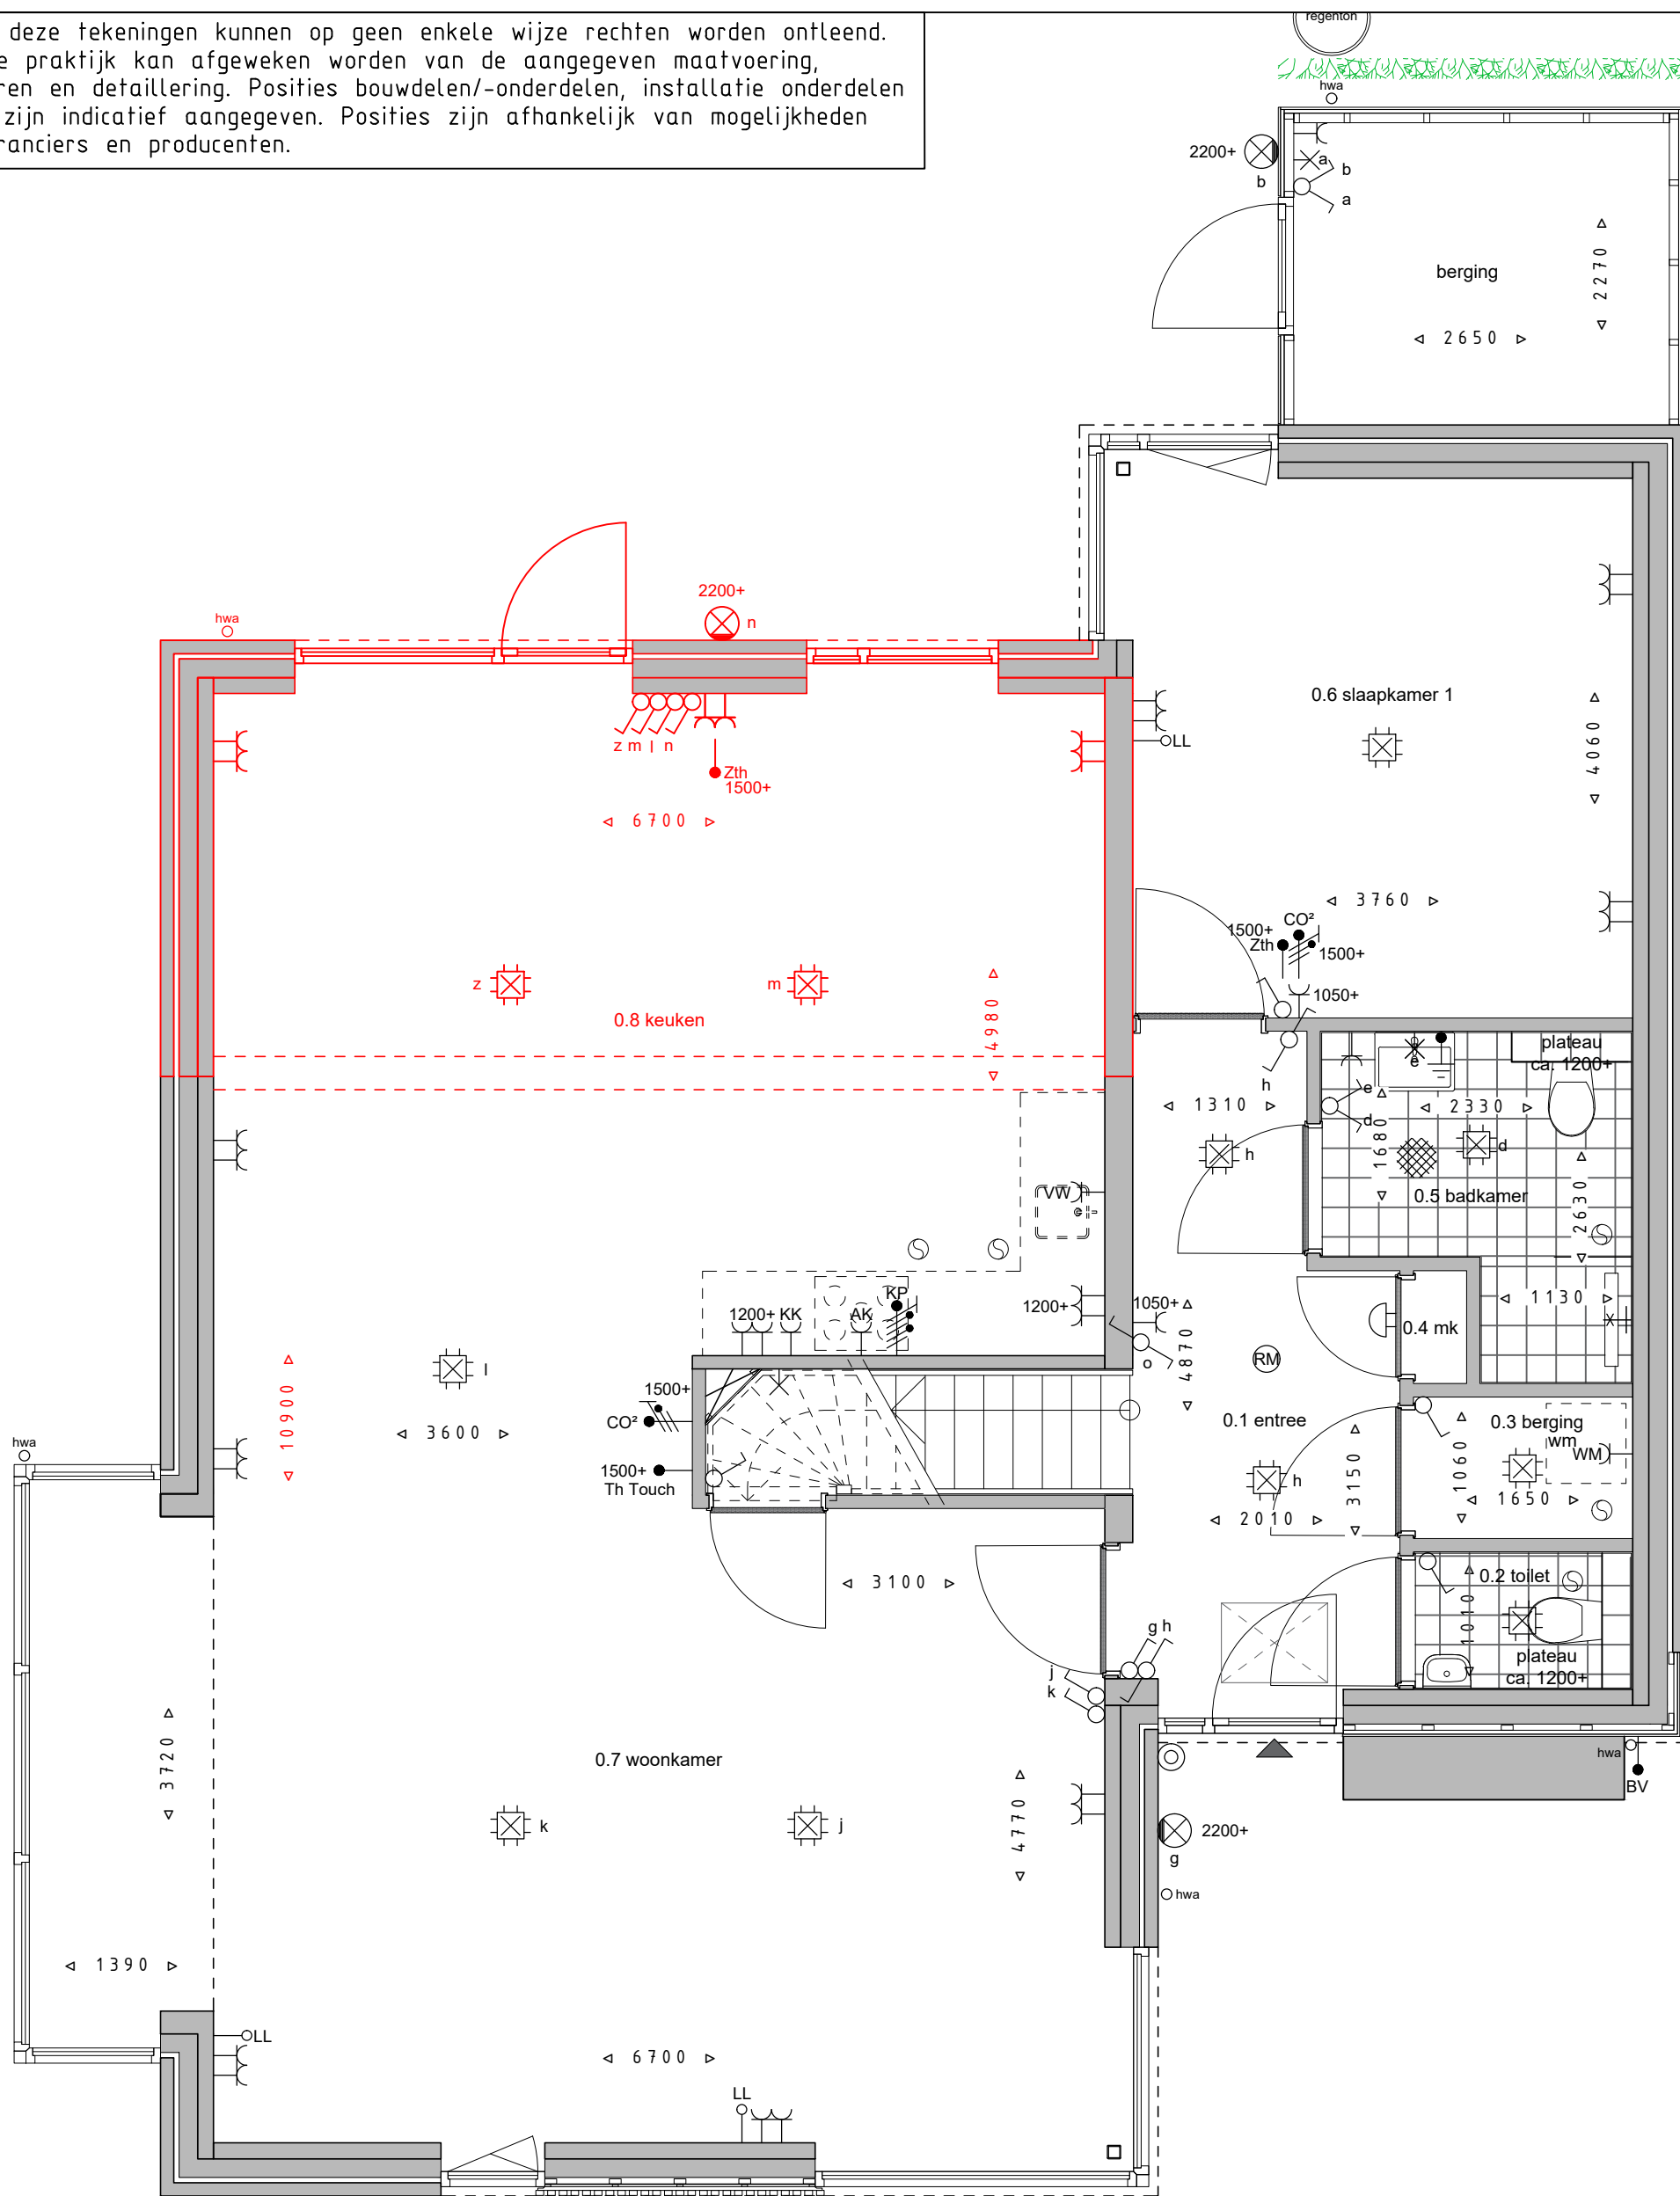 deze tekeningen kunnen op geen enkele wijze rechten worden ontleend.
praktijk kan afgeweken worden van de aangegeven maatvoering,
en detaillering. Posities bouwdelen/-onderdelen, installatie onderdelen
zijn indicatief aangegeven. Posities zijn afhankelijk van mogelijkheden
en producenten.
regenton
hwa
2200+
b
a
b
a
berging
2270
2650
2200+
n
hwa
z m l n
Zth
1500+
6700
0.6 slaapkamer 1
LL
4060
3760
CO²
1500+
Zth
1500+
1050+
z
m
0.8 keuken
4980
h
1310
h
plateau
ca. 1200+
e
e
d
2330
1680
d
0.5 badkamer
2630
VW
1200+
KK
AK
KP
1200+
1050+
o
4870
RM
0.4 mk
1130
l
10900
3600
1500+
CO²
1500+
Th Touch
0.1 entree
h
2010
3150
0.3 berging
wm
WM
1060
1650
hwa
3100
0.2 toilet
1010
plateau
ca. 1200+
g h
j
k
3720
0.7 woonkamer
k
j
4770
hwa
BV
2200+
g
hwa
1390
LL
6700
LL